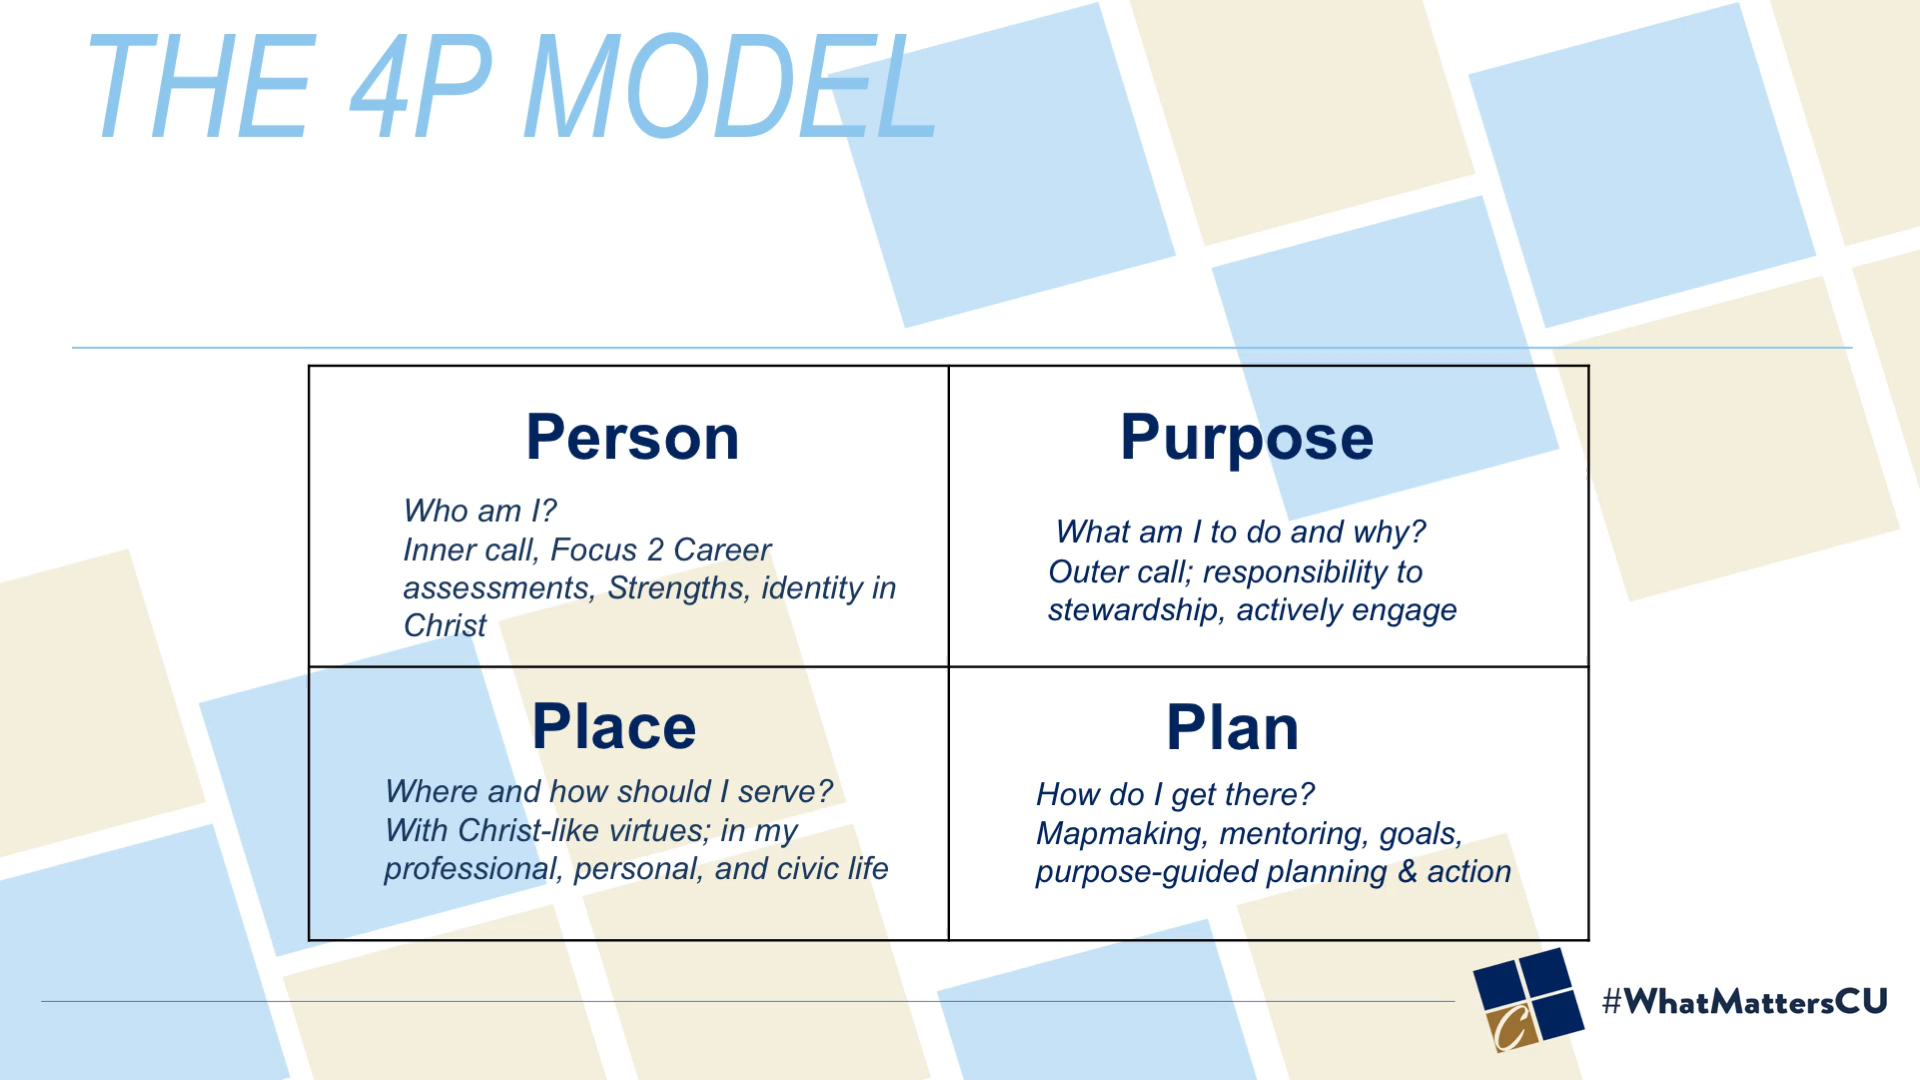 THE 4P MODEL
Person
Who am I?
Inner call, Focus 2 Career
assessments, Strengths, identity in
Christ
Purpose
What am I to do and why?
Outer call; responsibility to
stewardship, actively engage
Place
Where and how should I serve?
With Christ-like virtues; in my
professional, personal, and civic life
Plan
How do I get there?
Mapmaking, mentoring, goals,
purpose-guided planning & action
C
#WhatMattersCU